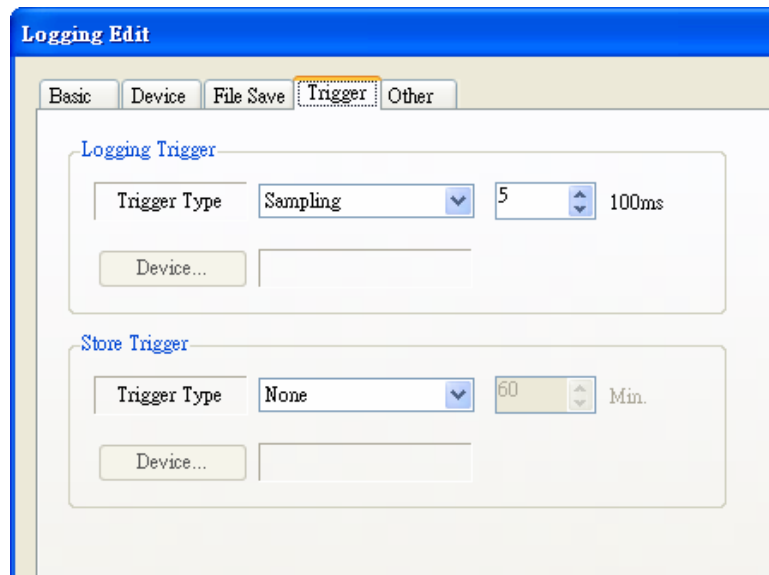 Logging Edit
Basic Device File Save Trigger Other
Logging Trigger
Trigger Type Sampling 5 100ms
Device...
Store Trigger
Trigger Type None 60 Min.
Device...